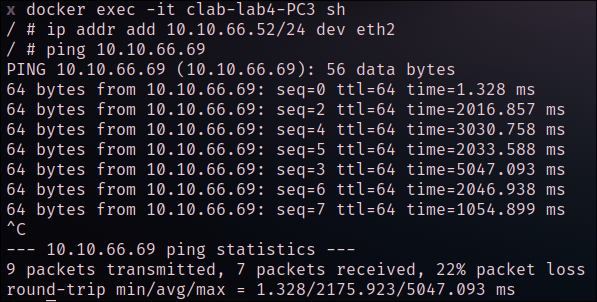 x docker exec -it clab-lab4-PC3 sh
/ # ip addr add 10.10.66.52/24 dev eth2
/ # ping 10.10.66.69
PING 10.10.66.69 (10.10.66.69): 56 data bytes
64 bytes from 10.10.66.69: seq=0 ttl=64 time=1.328 ms
64 bytes from 10.10.66.69: seq=2 ttl=64 time=2016.857 ms
64 bytes from 10.10.66.69: seq=4 ttl=64 time=3030.758 ms
64 bytes from 10.10.66.69: seq=5 ttl=64 time=2033.588 ms
64 bytes from 10.10.66.69: seq=3 ttl=64 time=5047.093 ms
64 bytes from 10.10.66.69: seq=6 ttl=64 time=2046.938 ms
64 bytes from 10.10.66.69: seq=7 ttl=64 time=1054.899 ms
^C
--- 10.10.66.69 ping statistics ---
9 packets transmitted, 7 packets received, 22% packet loss
round-trip min/avg/max = 1.328/2175.923/5047.093 ms